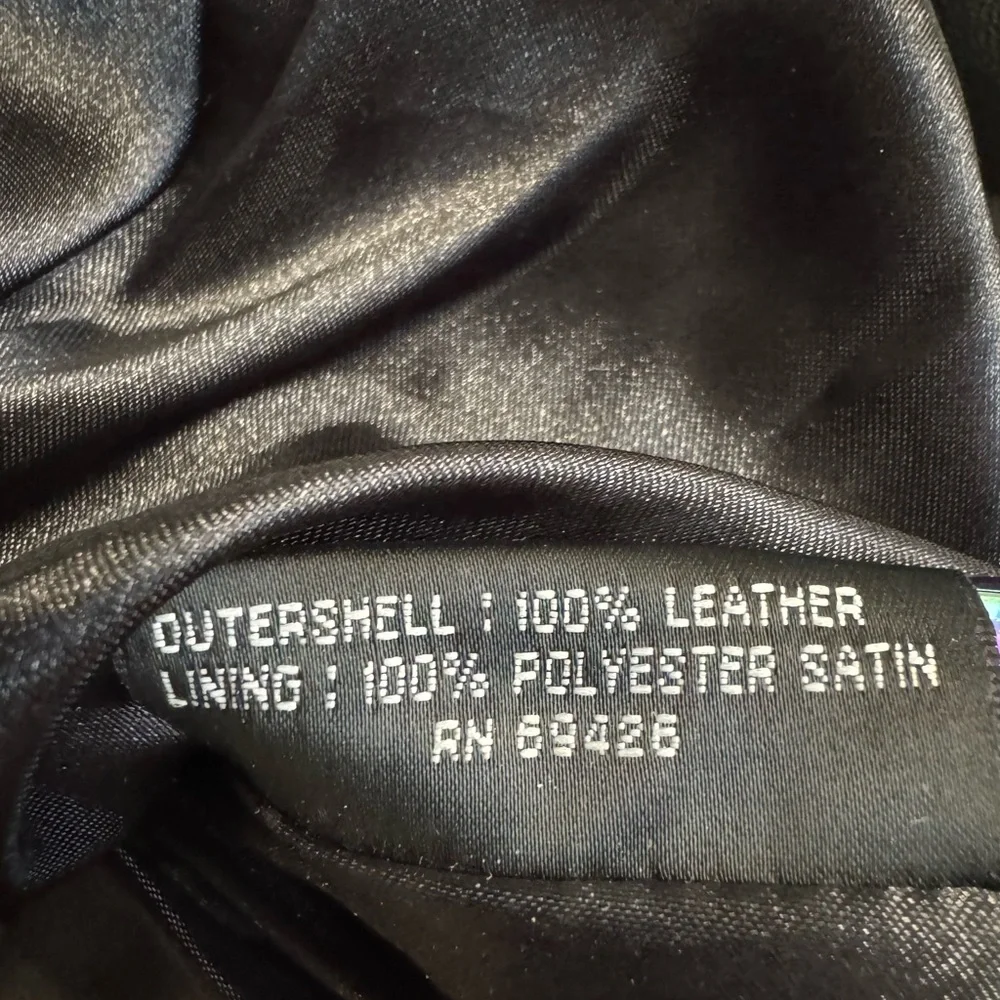 OUTERSHELL : 100% LEATHER
LINING : 100% POLYESTER SATIN
RN 69426